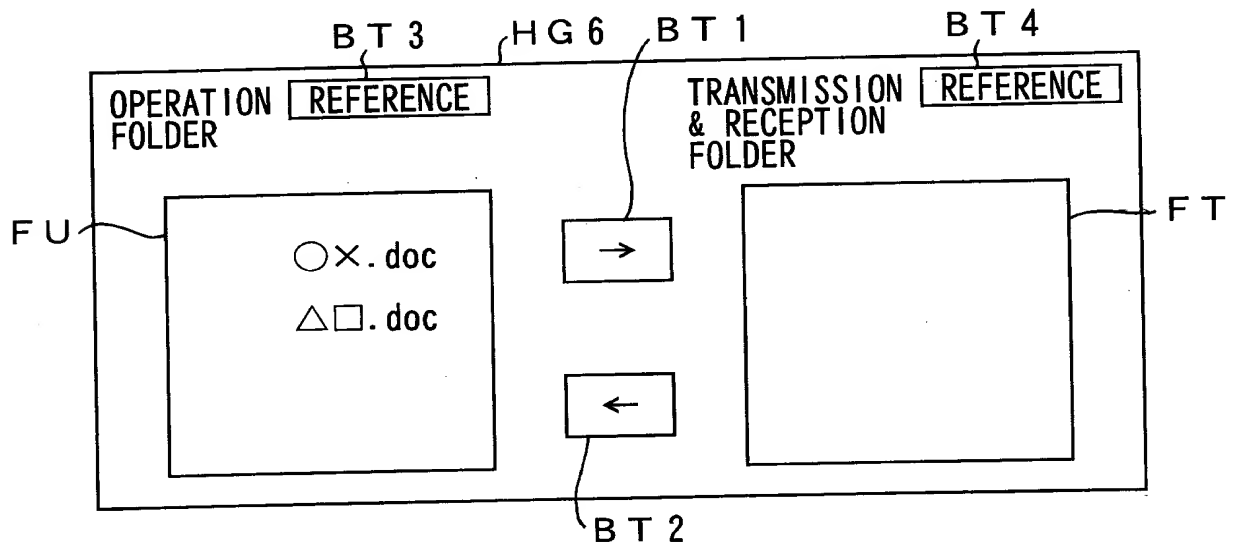 BT3
HG6
BT1
BT4
OPERATION
FOLDER
REFERENCE
TRANSMISSION
& RECEPTION
FOLDER
REFERENCE
FU
○×.doc
△□.doc
→
←
FT
BT2